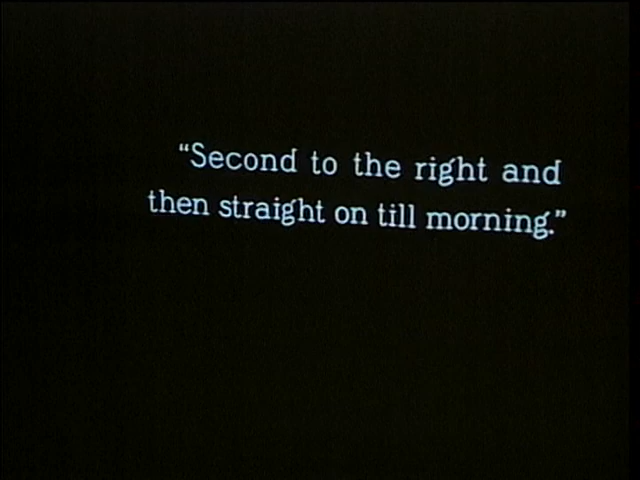 “Second to the right and
then straight on till morning.”